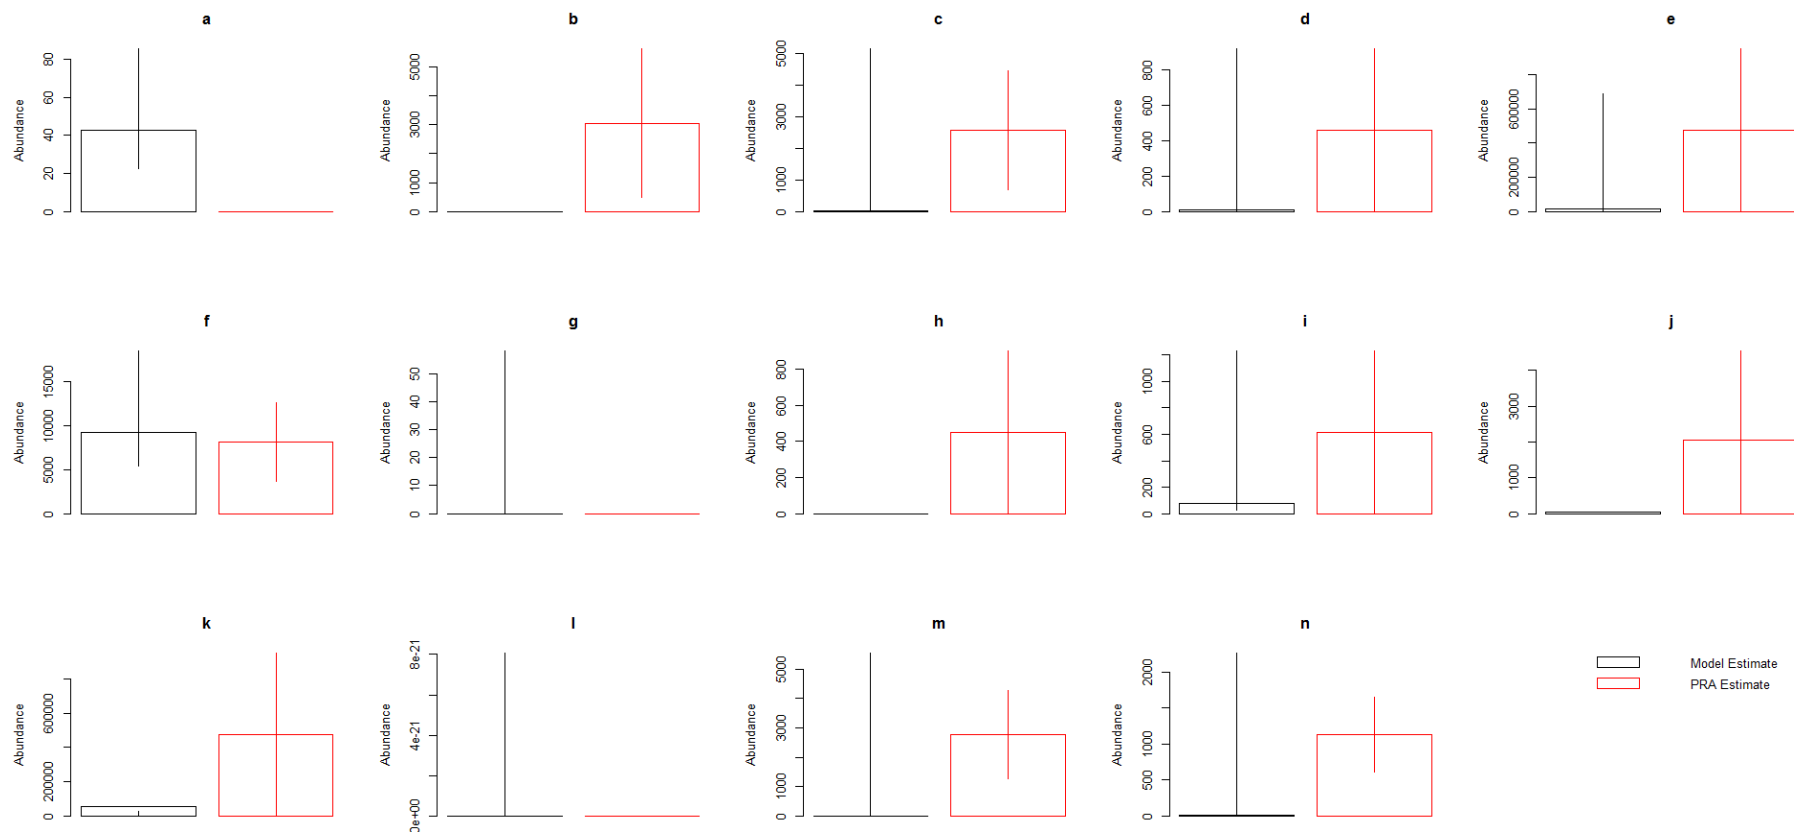 a
Abundance
0 20 40 60 80
b
Abundance
0 1000 3000 5000
c
Abundance
0 1000 3000 5000
d
Abundance
0 200 400 600 800
e
Abundance
0 200000 600000
f
Abundance
0 5000 10000 15000
g
Abundance
0 10 20 30 40 50
h
Abundance
0 200 400 600 800
i
Abundance
0 200 600 1000
j
Abundance
0 1000 3000
k
Abundance
0 200000 600000
l
Abundance
0e+00 4e-21 8e-21
m
Abundance
0 1000 3000 5000
n
Abundance
0 500 1000 2000
Model Estimate
PRA Estimate